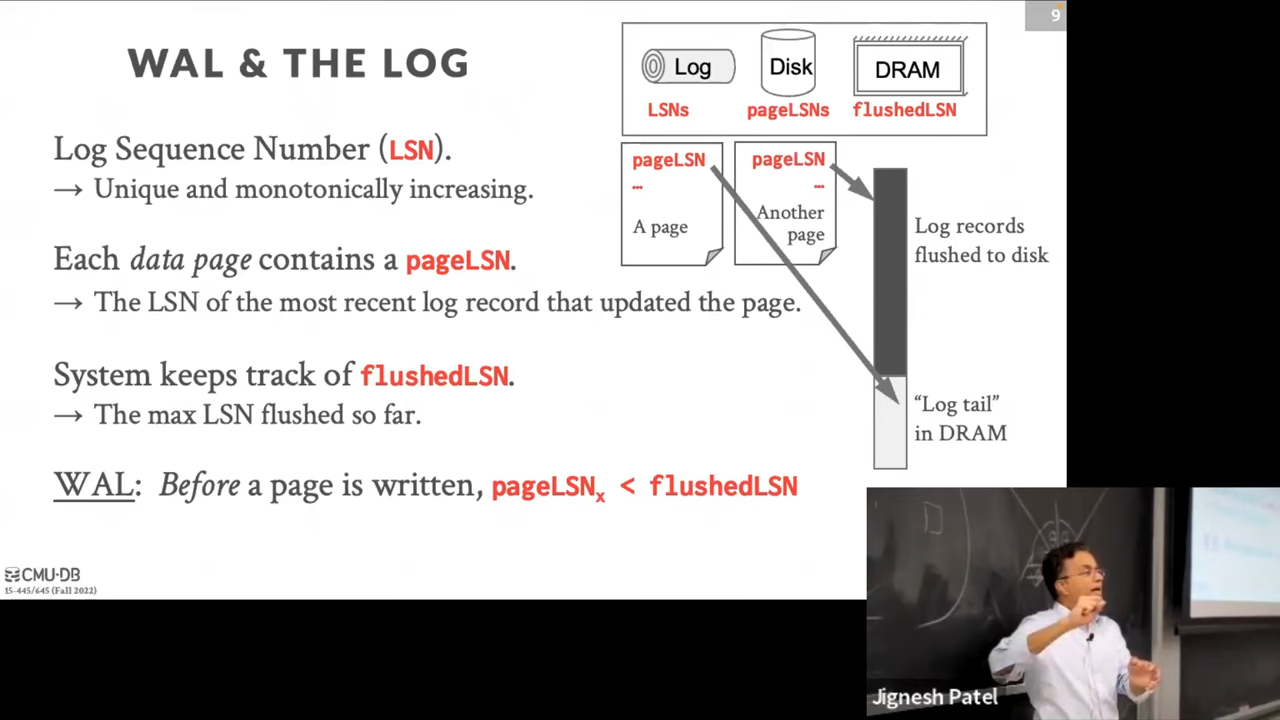 9
WAL & THE LOG
Log Disk DRAM
LSNs pageLSNs flushedLSN
Log Sequence Number (LSN).
→ Unique and monotonically increasing.
Each data page contains a pageLSN.
→ The LSN of the most recent log record that updated the page.
System keeps track of flushedLSN.
→ The max LSN flushed so far.
WAL: Before a page is written, pageLSNx < flushedLSN
pageLSN
...
A page
pageLSN
...
Another
page
Log records
flushed to disk
“Log tail”
in DRAM
CMU·DB
15-445/645 (Fall 2022)
Jignesh Patel